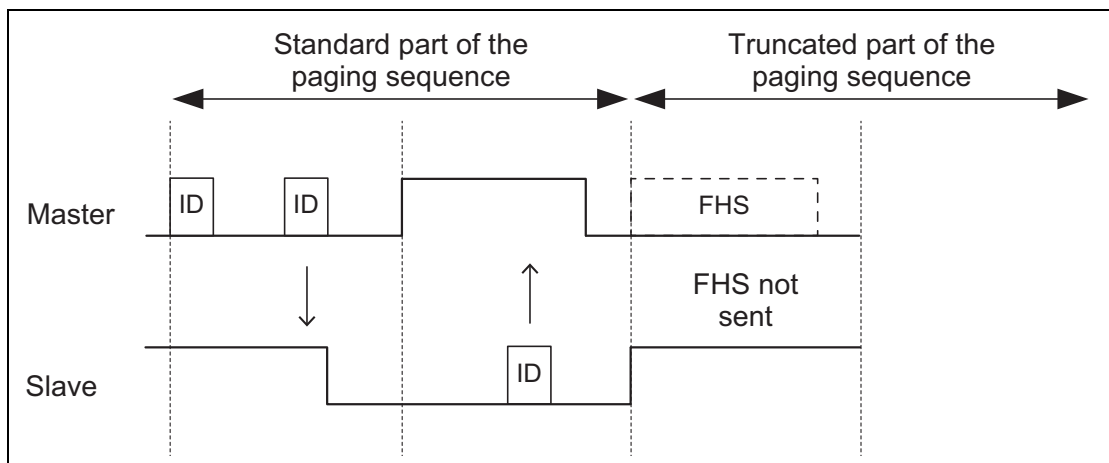 Standard part of the
paging sequence
Truncated part of the
paging sequence
Master
ID
ID
FHS
FHS not
sent
Slave
ID